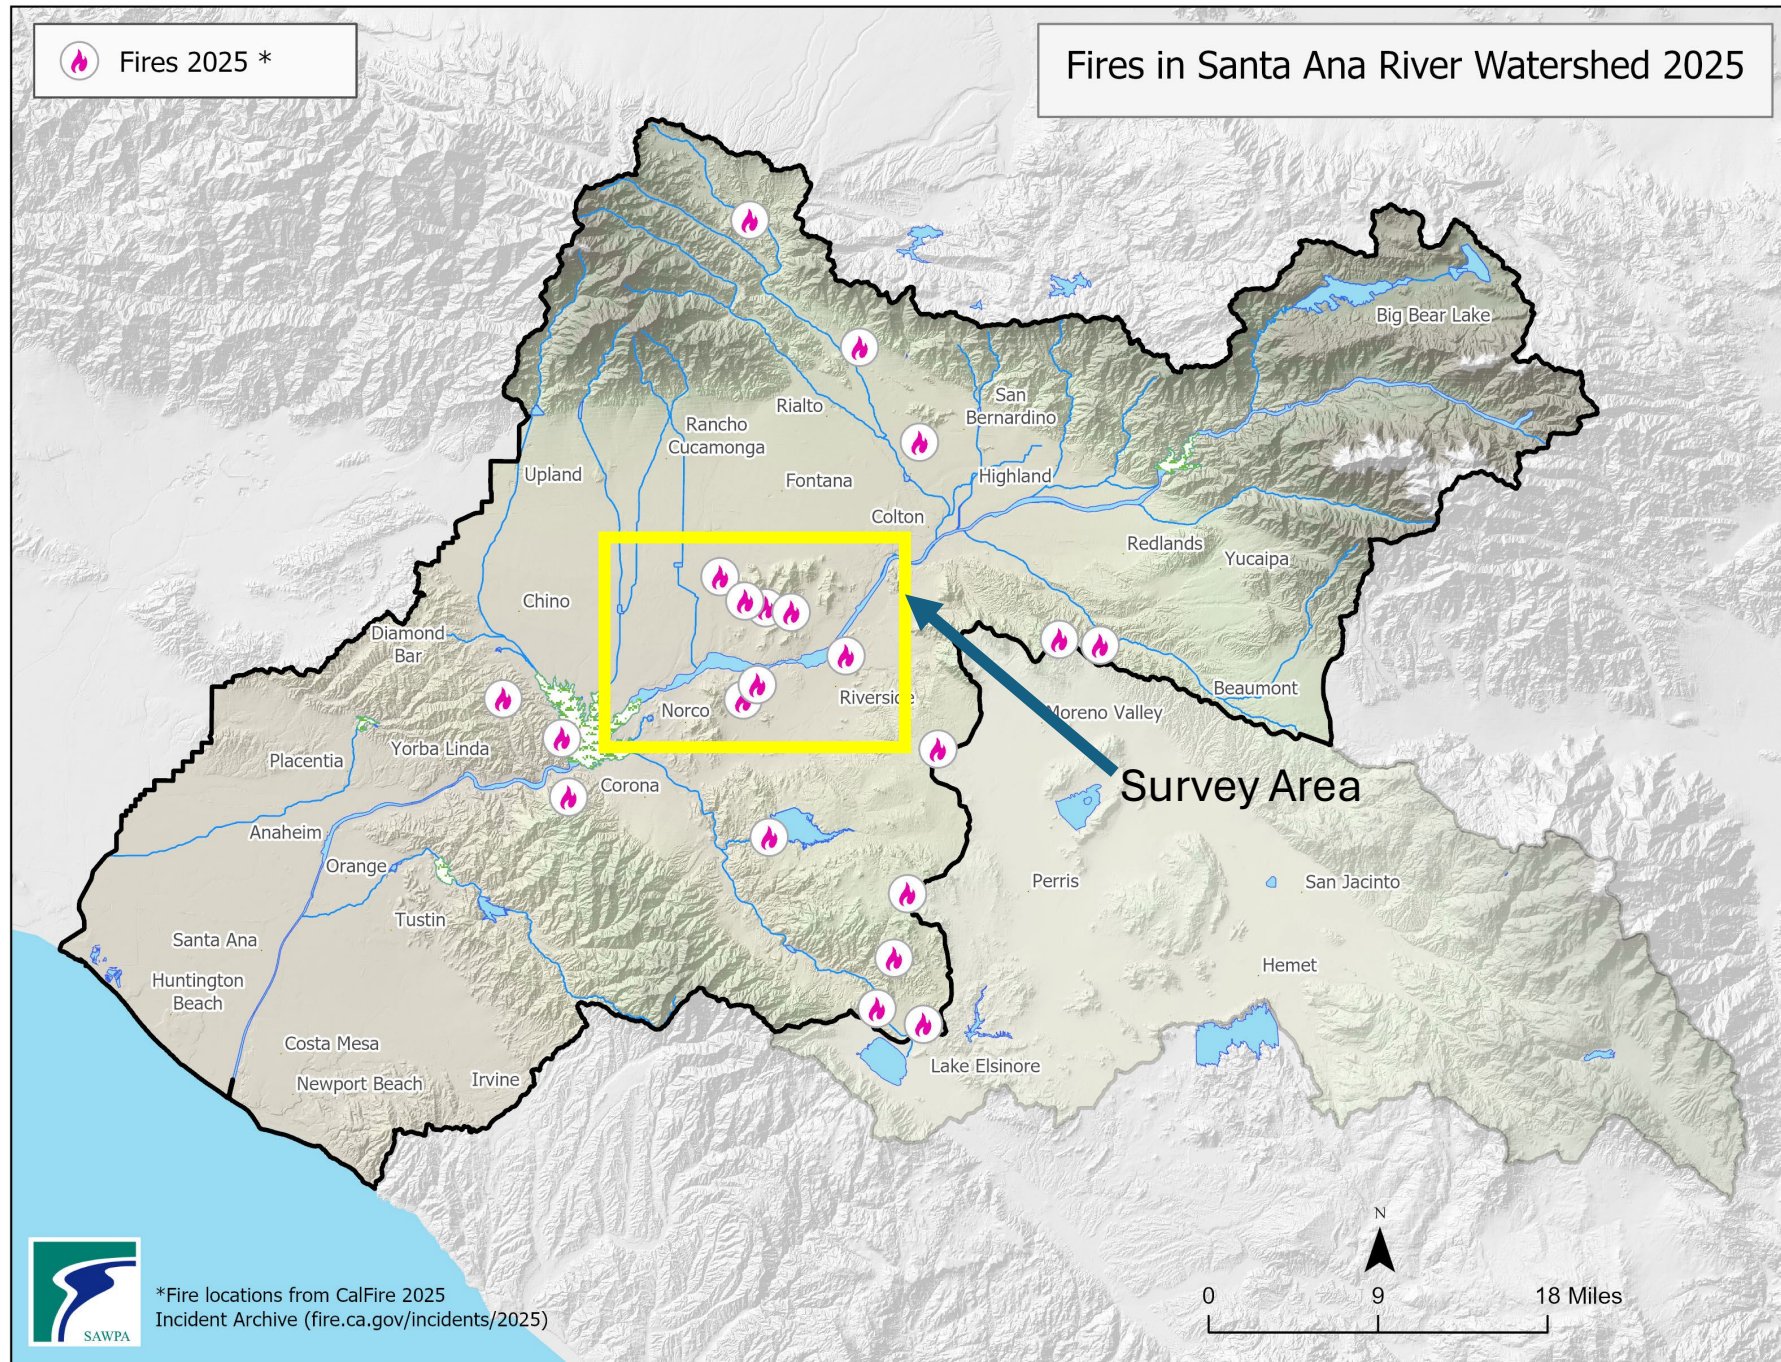 Fires 2025 *
Fires in Santa Ana River Watershed 2025
Big Bear Lake
San
Bernardino
Rialto
Rancho
Cucamonga
Upland
Fontana
Highland
Colton
Redlands
Yucaipa
Chino
Diamond
Bar
Beaumont
Riverside
Norco
Moreno Valley
Yorba Linda
Placentia
Corona
Survey Area
Anaheim
Orange
Perris
San Jacinto
Tustin
Santa Ana
Hemet
Huntington
Beach
Costa Mesa
Lake Elsinore
Newport Beach
Irvine
N
0
9
18 Miles
*Fire locations from CalFire 2025
Incident Archive (fire.ca.gov/incidents/2025)
SAWPA